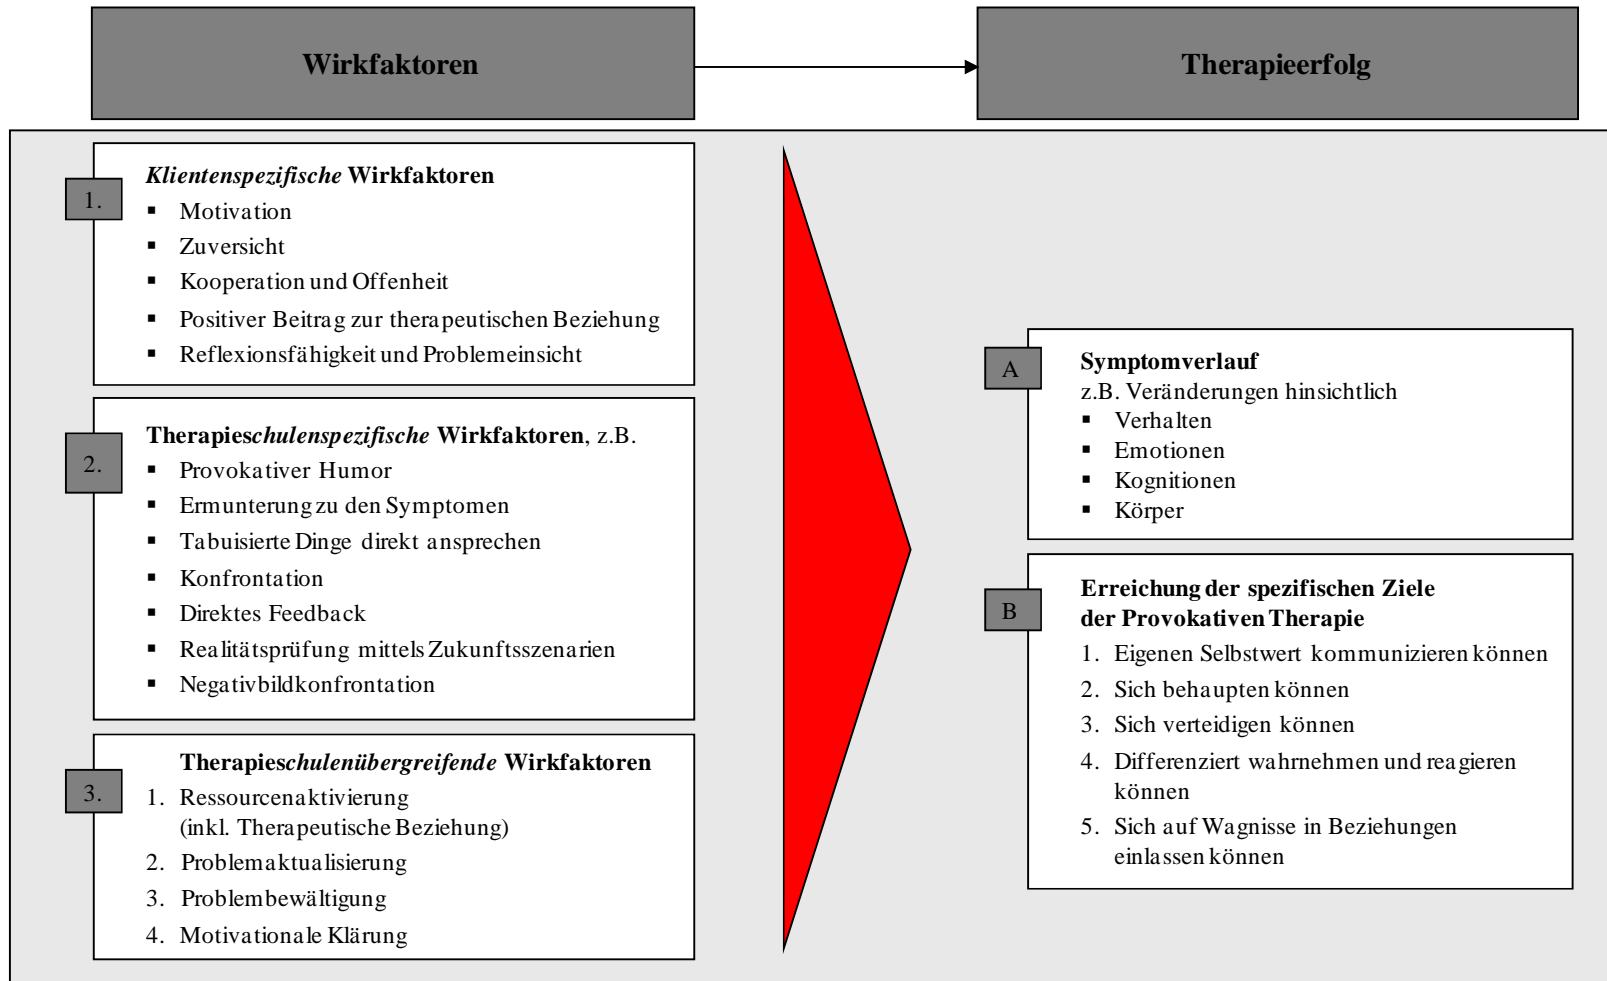 Wirkfaktoren
Therapieerfolg
1.
Klientenspezifische Wirkfaktoren
▪ Motivation
▪ Zuversicht
▪ Kooperation und Offenheit
▪ Positiver Beitrag zur therapeutischen Beziehung
▪ Reflexionsfähigkeit und Problemeinsicht
2.
Therapieschulenspezifische Wirkfaktoren, z.B.
▪ Provokativer Humor
▪ Ermunterung zu den Symptomen
▪ Tabuisierte Dinge direkt ansprechen
▪ Konfrontation
▪ Direktes Feedback
▪ Realitätsprüfung mittels Zukunftsszenarien
▪ Negativbildkonfrontation
3.
Therapieschulenübergreifende Wirkfaktoren
1. Ressourcenaktivierung
(inkl. Therapeutische Beziehung)
2. Problemaktualisierung
3. Problembewältigung
4. Motivationale Klärung
A
Symptomverlauf
z.B. Veränderungen hinsichtlich
▪ Verhalten
▪ Emotionen
▪ Kognitionen
▪ Körper
B
Erreichung der spezifischen Ziele
der Provokativen Therapie
1. Eigenen Selbstwert kommunizieren können
2. Sich behaupten können
3. Sich verteidigen können
4. Differenziert wahrnehmen und reagieren
können
5. Sich auf Wagnisse in Beziehungen
einlassen können